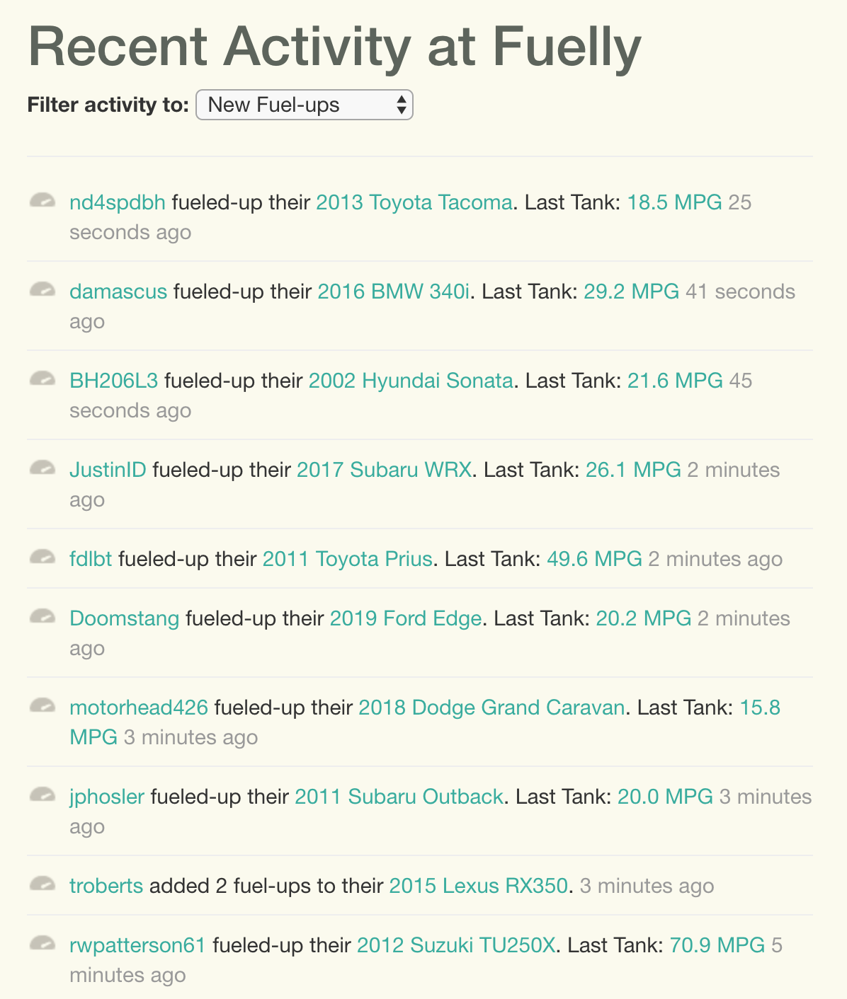 Recent Activity at Fuelly
Filter activity to: New Fuel-ups
nd4spdbh fueled-up their 2013 Toyota Tacoma. Last Tank: 18.5 MPG 25
seconds ago
damascus fueled-up their 2016 BMW 340i. Last Tank: 29.2 MPG 41 seconds
ago
BH206L3 fueled-up their 2002 Hyundai Sonata. Last Tank: 21.6 MPG 45
seconds ago
JustinID fueled-up their 2017 Subaru WRX. Last Tank: 26.1 MPG 2 minutes
ago
fdlbt fueled-up their 2011 Toyota Prius. Last Tank: 49.6 MPG 2 minutes ago
Doomstang fueled-up their 2019 Ford Edge. Last Tank: 20.2 MPG 2 minutes
ago
motorhead426 fueled-up their 2018 Dodge Grand Caravan. Last Tank: 15.8
MPG 3 minutes ago
jphosler fueled-up their 2011 Subaru Outback. Last Tank: 20.0 MPG 3 minutes
ago
troberts added 2 fuel-ups to their 2015 Lexus RX350. 3 minutes ago
rwpatterson61 fueled-up their 2012 Suzuki TU250X. Last Tank: 70.9 MPG 5
minutes ago